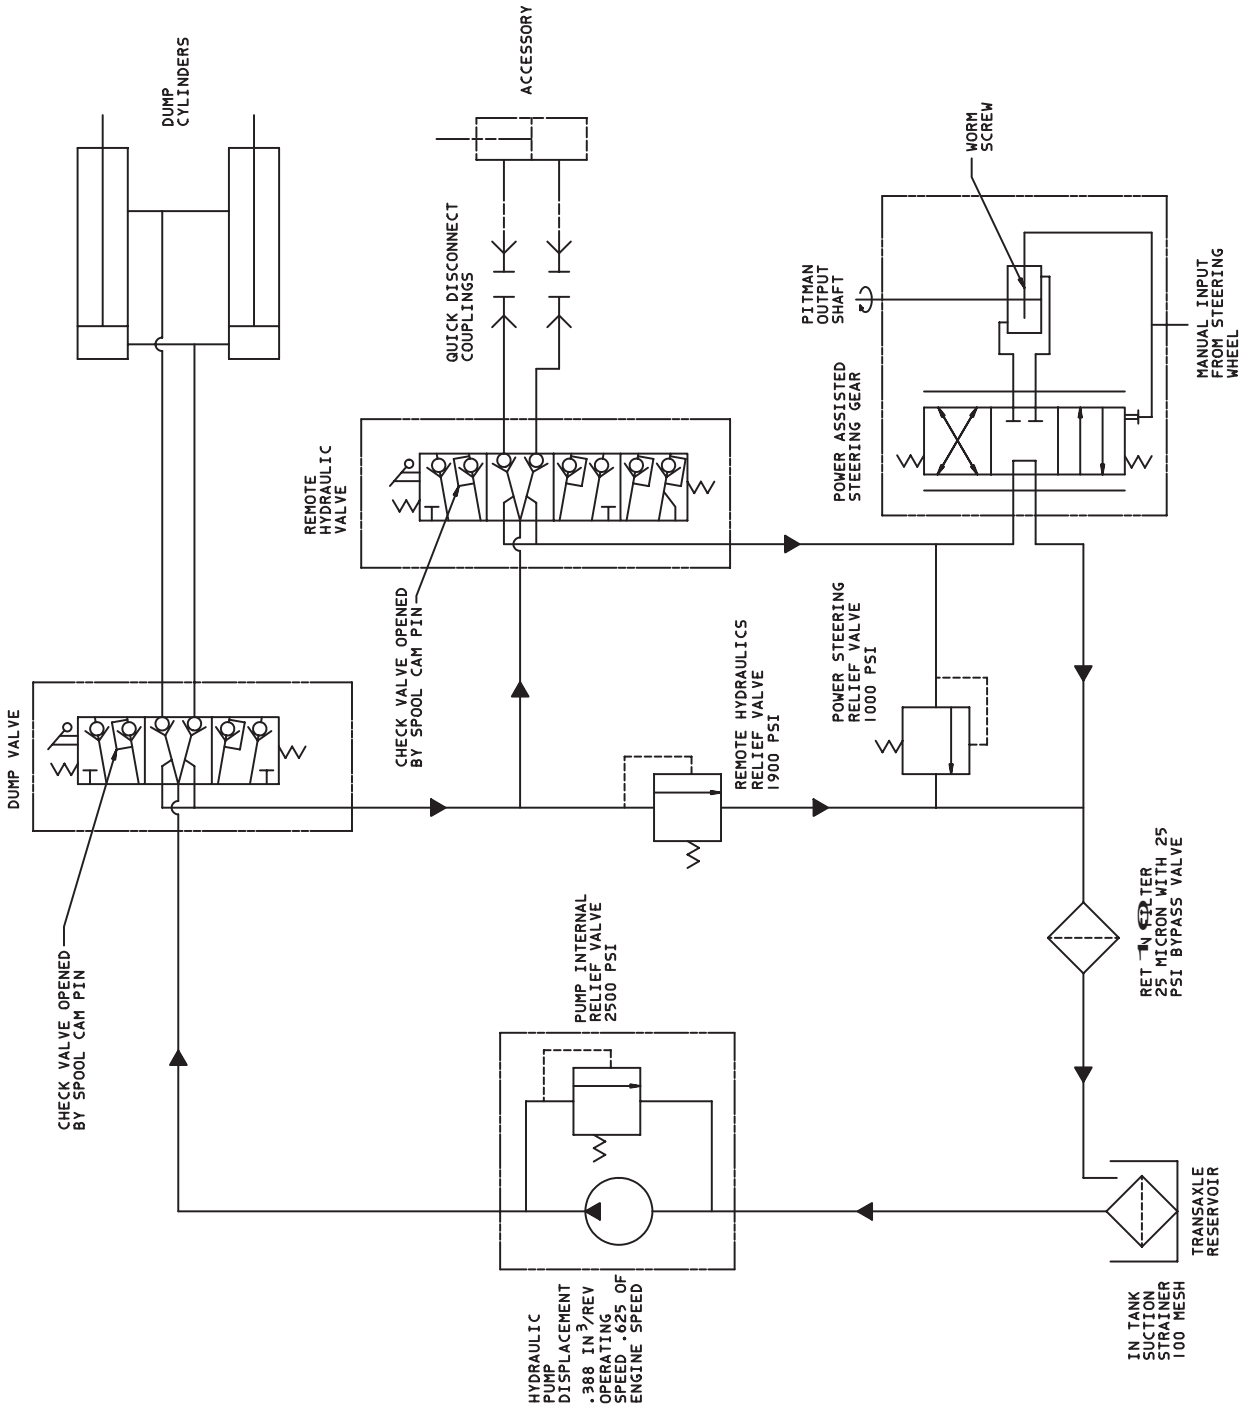 DUMP
CYLINDERS
ACCESSORY
QUICK DISCONNECT
COUPLINGS
WORM
SCREW
PITMAN
OUTPUT
SHAFT
MANUAL INPUT
FROM STEERING
WHEEL
POWER ASSISTED
STEERING GEAR
REMOTE
HYDRAULIC
VALVE
DUMP VALVE
CHECK VALVE OPENED
BY SPOOL CAM PIN
REMOTE HYDRAULICS
RELIEF VALVE
1900 PSI
POWER STEERING
RELIEF VALVE
1000 PSI
CHECK VALVE OPENED
BY SPOOL CAM PIN
PUMP INTERNAL
RELIEF VALVE
2500 PSI
25 MICRON WITH 25
PSI BYPASS VALVE
HYDRAULIC
PUMP
DISPLACEMENT
.388 IN³/REV
OPERATING
SPEED .625 OF
ENGINE SPEED
TRANSAXLE
RESERVOIR
IN TANK
SUCTION
STRAINER
100 MESH